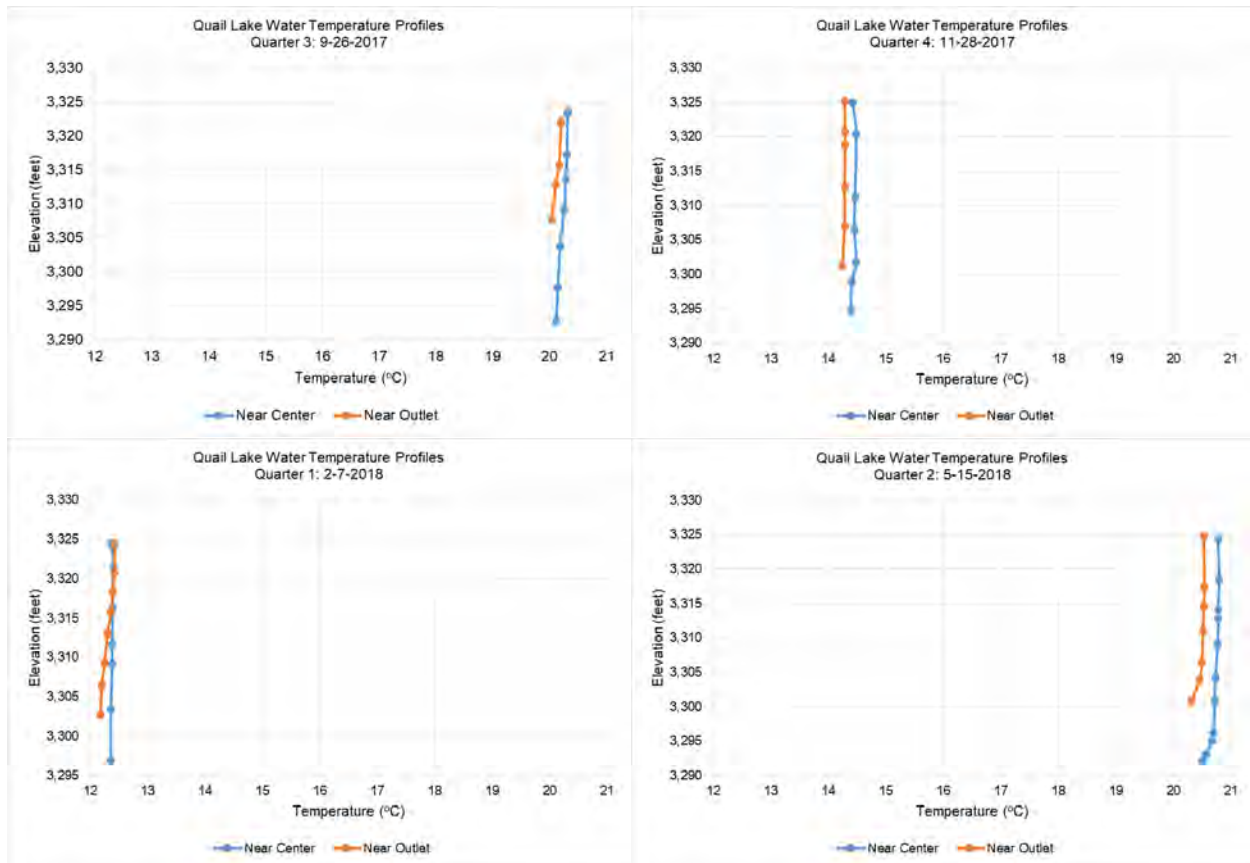 Quail Lake Water Temperature Profiles
Quarter 3: 9-26-2017
3,330
3,325
3,320
3,315
3,310
3,305
3,300
3,295
3,290
Elevation (feet)
12 13 14 15 16 17 18 19 20 21
Temperature (°C)
Near Center Near Outlet
Quail Lake Water Temperature Profiles
Quarter 4: 11-28-2017
3,330
3,325
3,320
3,315
3,310
3,305
3,300
3,295
3,290
Elevation (feet)
12 13 14 15 16 17 18 19 20 21
Temperature (°C)
Near Center Near Outlet
Quail Lake Water Temperature Profiles
Quarter 1: 2-7-2018
3,330
3,325
3,320
3,315
3,310
3,305
3,300
3,295
Elevation (feet)
12 13 14 15 16 17 18 19 20 21
Temperature (°C)
Near Center Near Outlet
Quail Lake Water Temperature Profiles
Quarter 2: 5-15-2018
3,330
3,325
3,320
3,315
3,310
3,305
3,300
3,295
3,290
Elevation (feet)
12 13 14 15 16 17 18 19 20 21
Temperature (°C)
Near Center Near Outlet